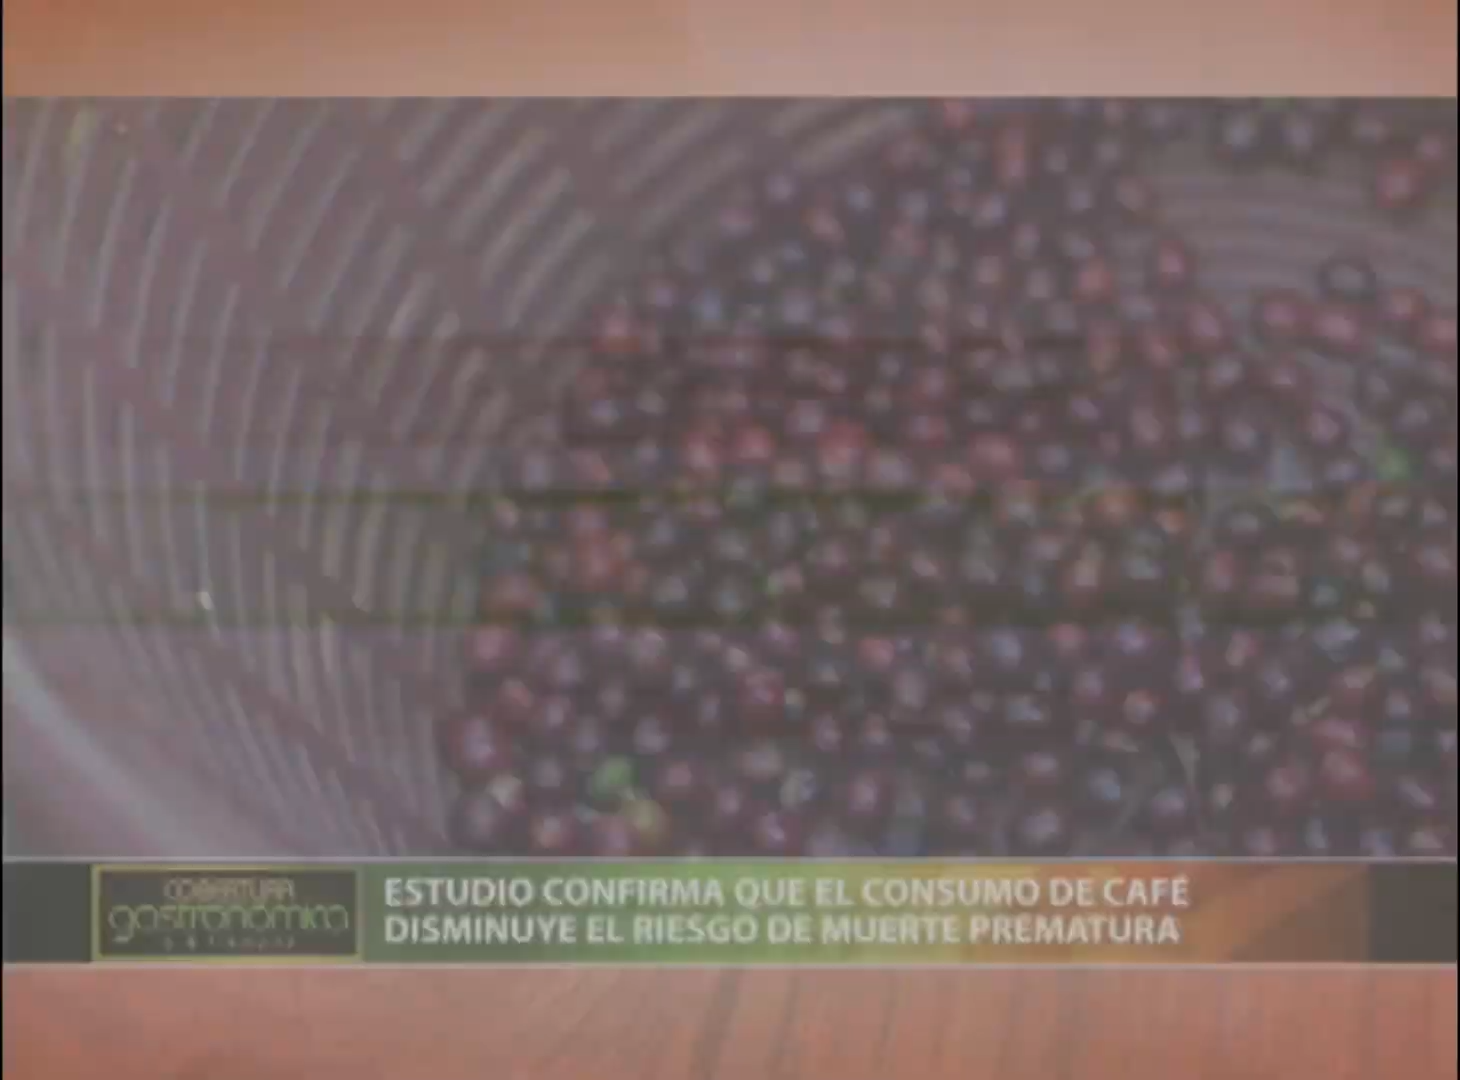 COBERTURA
gastronómica
ESTUDIO CONFIRMA QUE EL CONSUMO DE CAFÉ
DISMINUYE EL RIESGO DE MUERTE PREMATURA